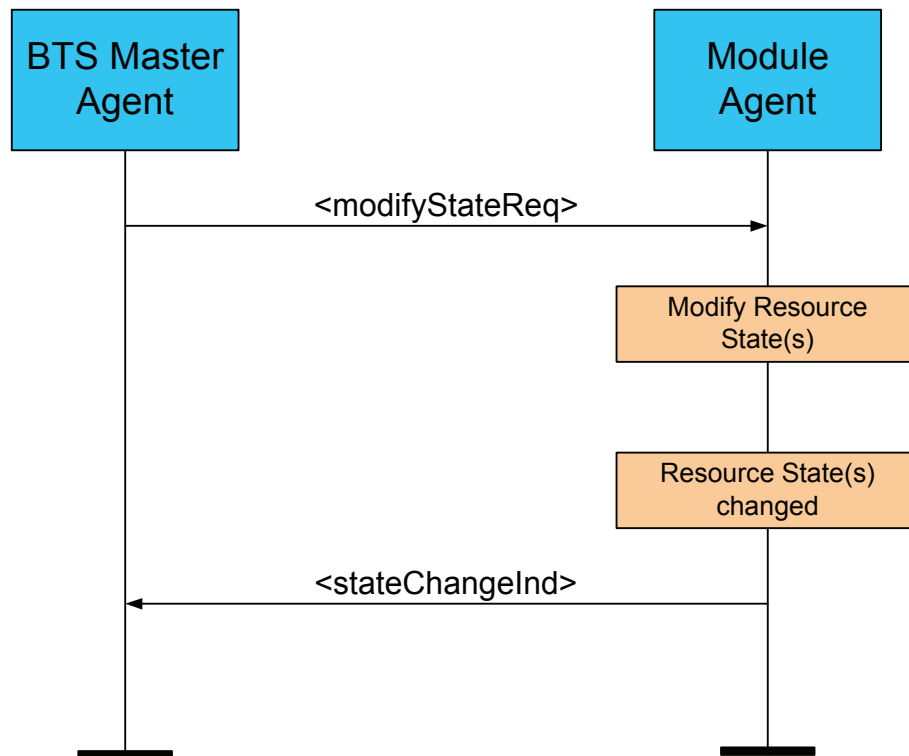 BTS Master
Agent
Module
Agent
<modifyStateReq>
Modify Resource
State(s)
Resource State(s)
changed
<stateChangeInd>